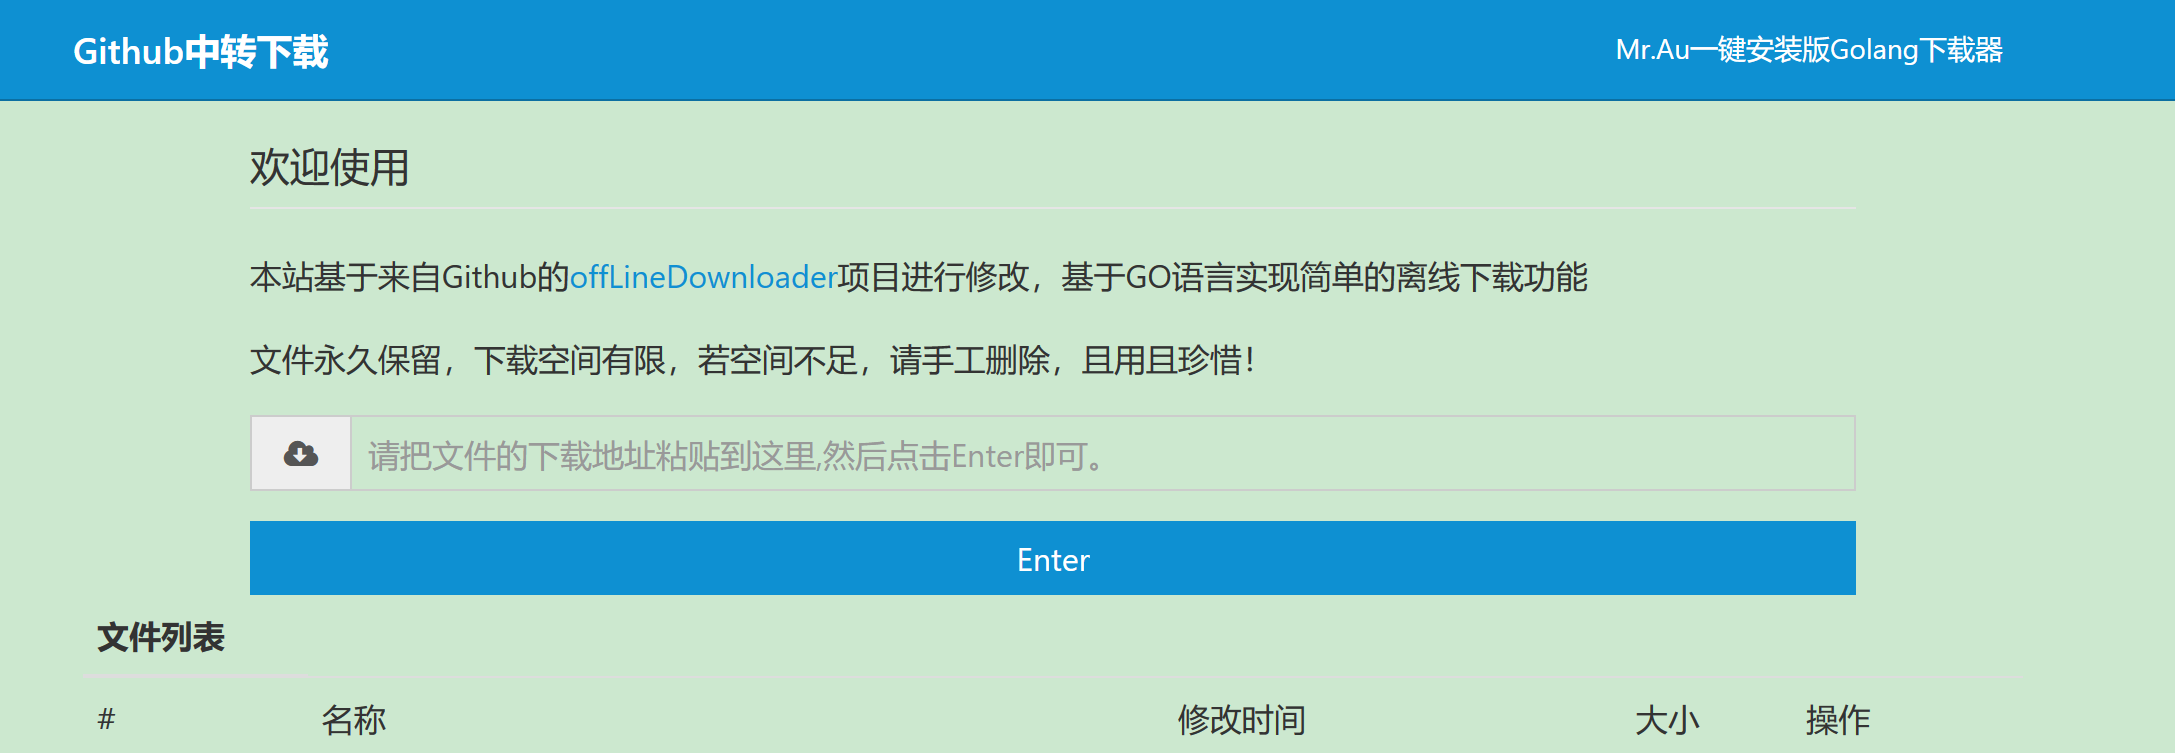 Github中转下载
Mr.Au一键安装版Golang下载器
欢迎使用
本站基于来自Github的offLineDownloader项目进行修改，基于GO语言实现简单的离线下载功能
文件永久保留，下载空间有限，若空间不足，请手工删除，且用且珍惜！
请把文件的下载地址粘贴到这里,然后点击Enter即可。
Enter
文件列表
# 名称 修改时间 大小 操作